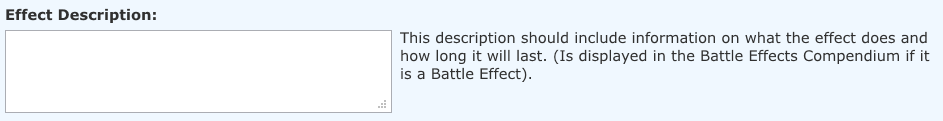 Effect Description:
This description should include information on what the effect does and
how long it will last. (Is displayed in the Battle Effects Compendium if it
is a Battle Effect).